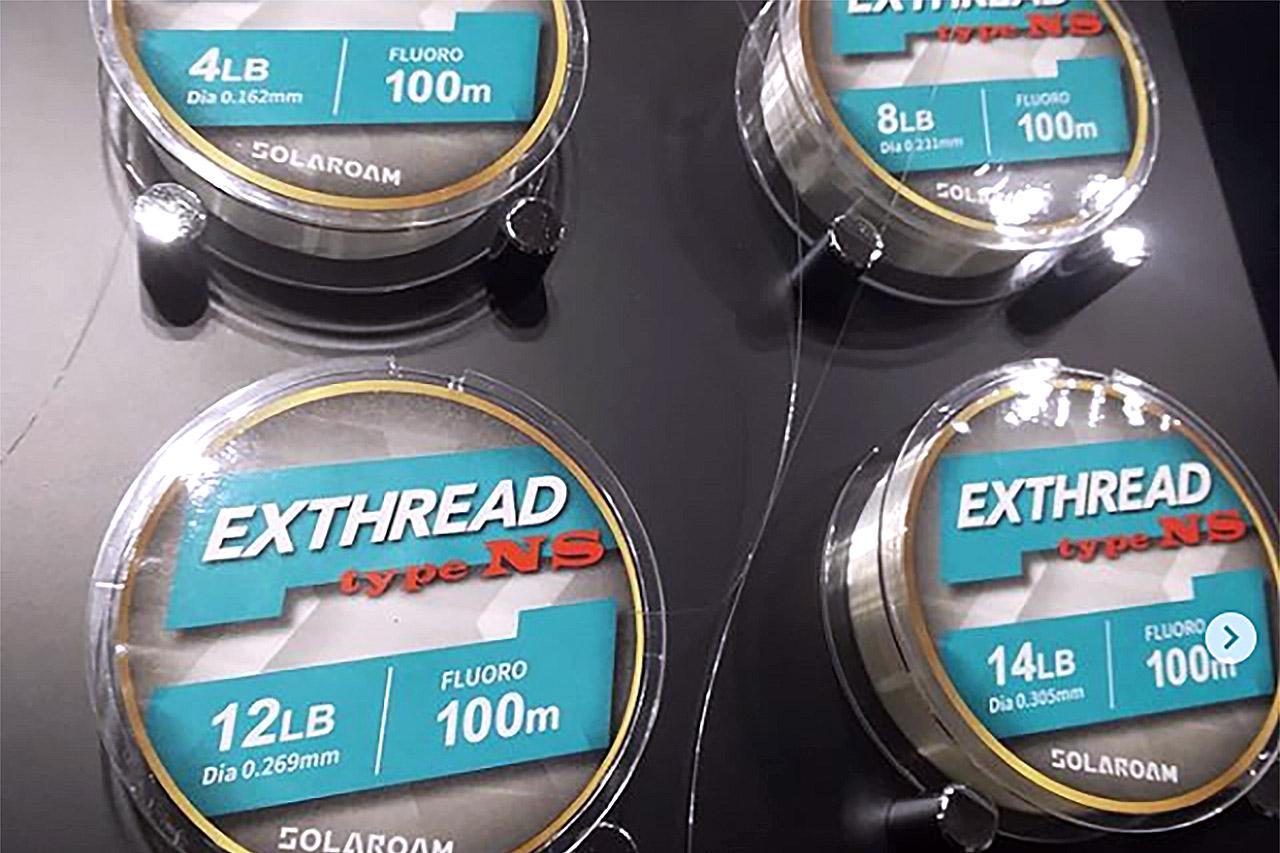 4LB
Dia 0.162mm
FLUORO
100m
SOLAROAM
EXTHREAD
type NS
8LB
Dia 0.231mm
FLUORO
100m
EXTHREAD
type NS
12LB
Dia 0.269mm
FLUORO
100m
SOLAROAM
EXTHREAD
type NS
14LB
Dia 0.305mm
FLUORO
100m
SOLAROAM